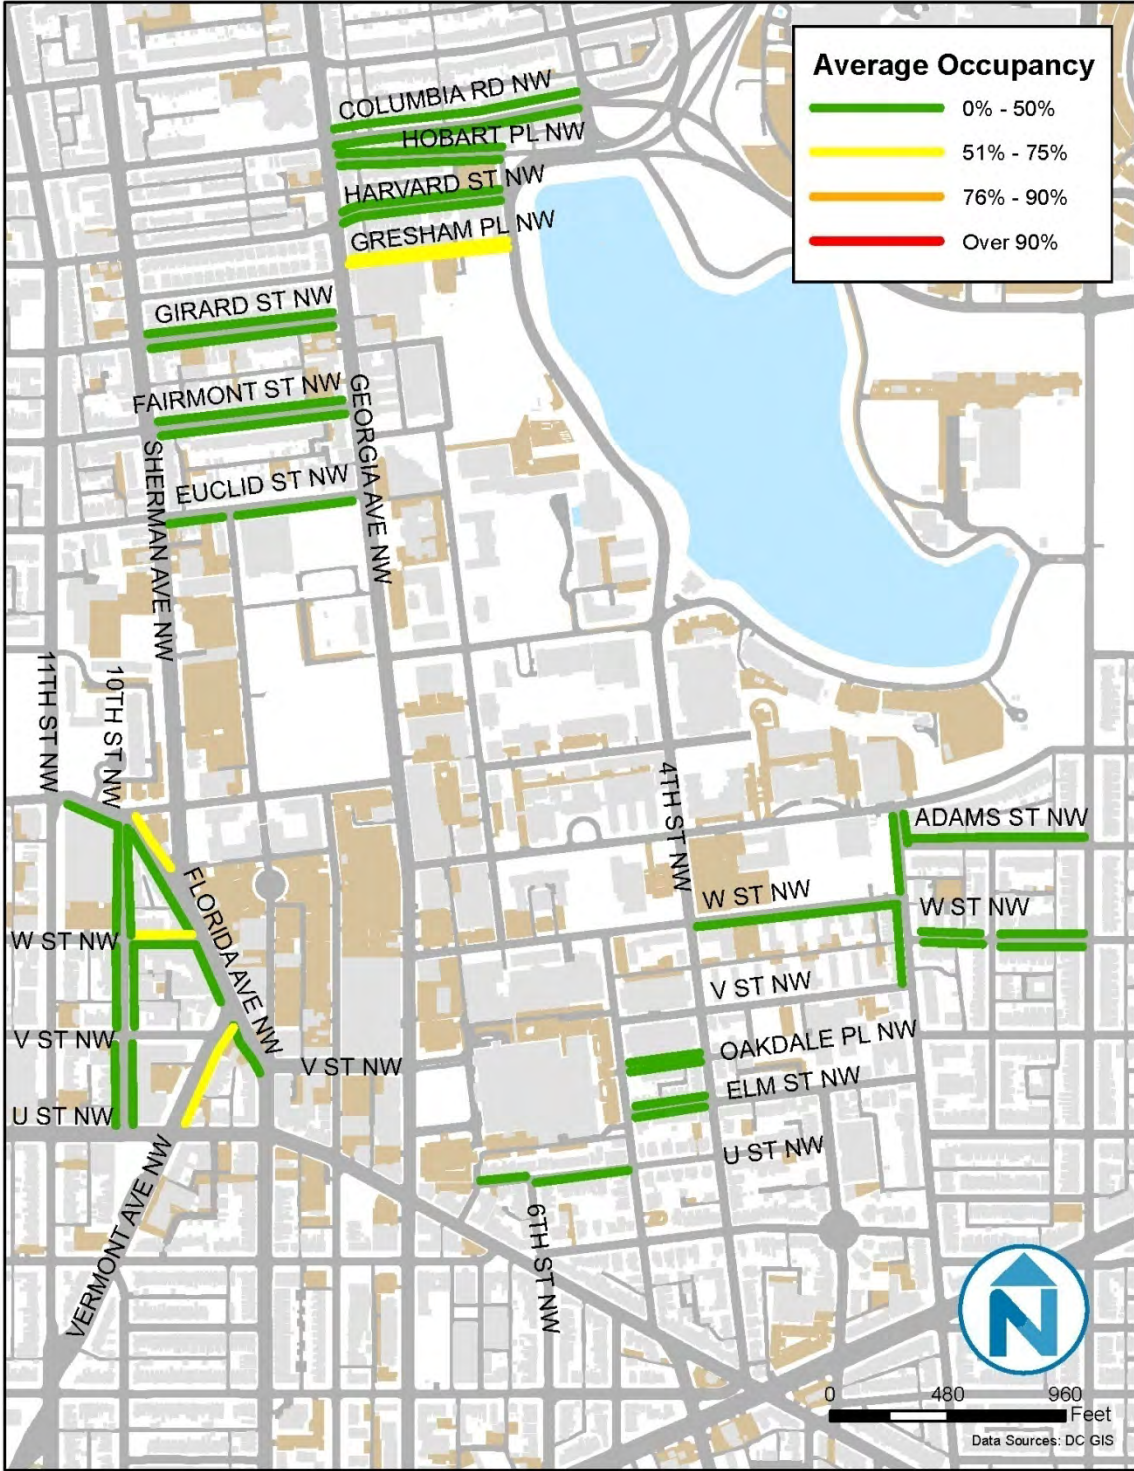 Average Occupancy
0% - 50%
51% - 75%
76% - 90%
Over 90%
COLUMBIA RD NW
HOBART PL NW
HARVARD ST NW
GRESHAM PL NW
GIRARD ST NW
FAIRMONT ST NW
GEORGIA AVE NW
SHERMAN AVE NW
EUCLID ST NW
11TH ST NW
10TH ST NW
4TH ST NW
ADAMS ST NW
FLORIDA AVE NW
W ST NW
W ST NW
W ST NW
V ST NW
V ST NW
V ST NW
OAKDALE PL NW
ELM ST NW
U ST NW
U ST NW
VERMONT AVE NW
6TH ST NW
N
0 480 960
Feet
Data Sources: DC GIS